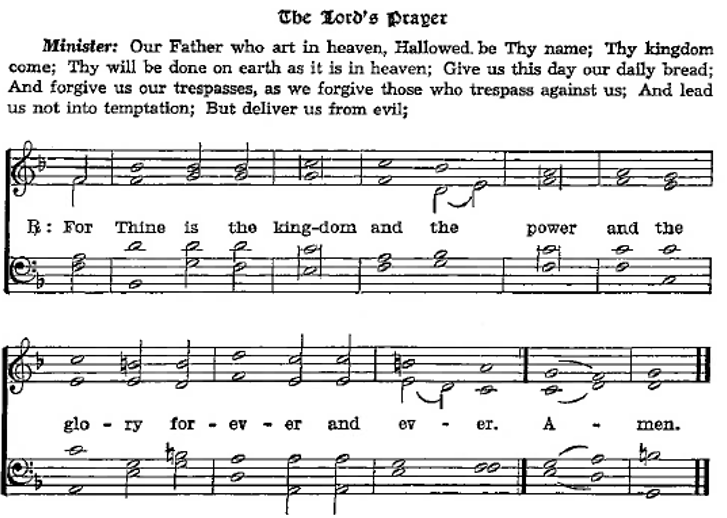 The Lord's Prayer
Minister: Our Father who art in heaven, Hallowed. be Thy name; Thy kingdom
come; Thy will be done on earth as it is in heaven; Give us this day our daily bread;
And forgive us our trespasses, as we forgive those who trespass against us; And lead
us not into temptation; But deliver us from evil;
℟: For Thine is the king-dom and the power and the
glo - ry for - ev - er and ev - er. A - men.